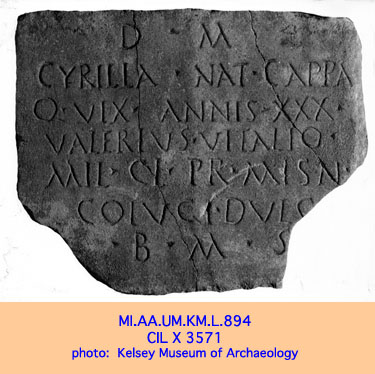 D · M
CYRILLA · NAT · CAPPA
Q · VIX · ANNIS · XXX ·
VALERIVS · VITALIO ·
MIL · CL · PR · MISN ·
COIVGI · DVLC
B · M · S
MI.AA.UM.KM.L.894
CIL X 3571
photo: Kelsey Museum of Archaeology